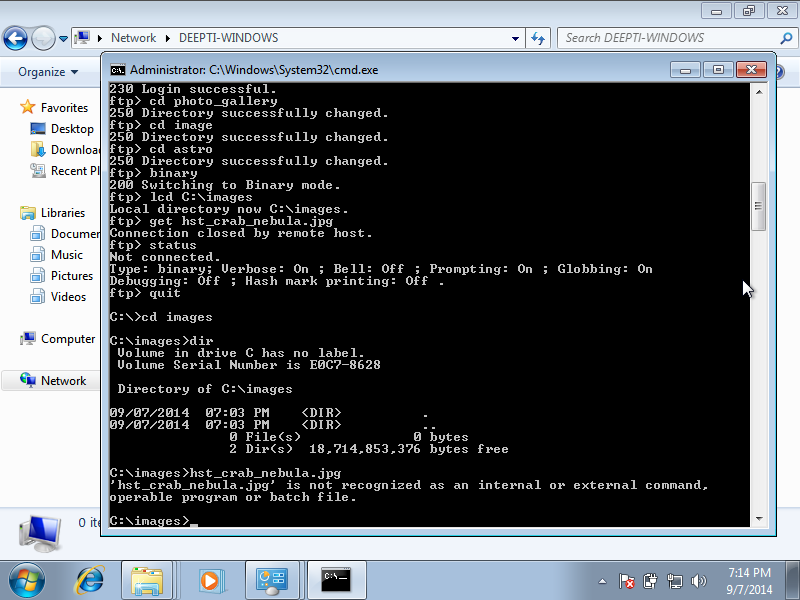 Network ▸ DEEPTI-WINDOWS
Search DEEPTI-WINDOWS
Organize
Administrator: C:\Windows\System32\cmd.exe
Favorites
Desktop
Downloa
Recent Pl
Libraries
Documer
Music
Pictures
Videos
Computer
Network
0 ite
230 Login successful.
ftp> cd photo_gallery
250 Directory successfully changed.
ftp> cd image
250 Directory successfully changed.
ftp> cd astro
250 Directory successfully changed.
ftp> binary
200 Switching to Binary mode.
ftp> lcd C:\images
Local directory now C:\images.
ftp> get hst_crab_nebula.jpg
Connection closed by remote host.
ftp> status
Not connected.
Type: binary; Verbose: On ; Bell: Off ; Prompting: On ; Globbing: On
Debugging: Off ; Hash mark printing: Off .
ftp> quit
C:\>cd images
C:\images>dir
Volume in drive C has no label.
Volume Serial Number is E0C7-8628
Directory of C:\images
09/07/2014  07:03 PM    <DIR>          .
09/07/2014  07:03 PM    <DIR>          ..
0 File(s)              0 bytes
2 Dir(s)  18,714,853,376 bytes free
C:\images>hst_crab_nebula.jpg
'hst_crab_nebula.jpg' is not recognized as an internal or external command,
operable program or batch file.
C:\images>_
C:\_
7:14 PM
9/7/2014